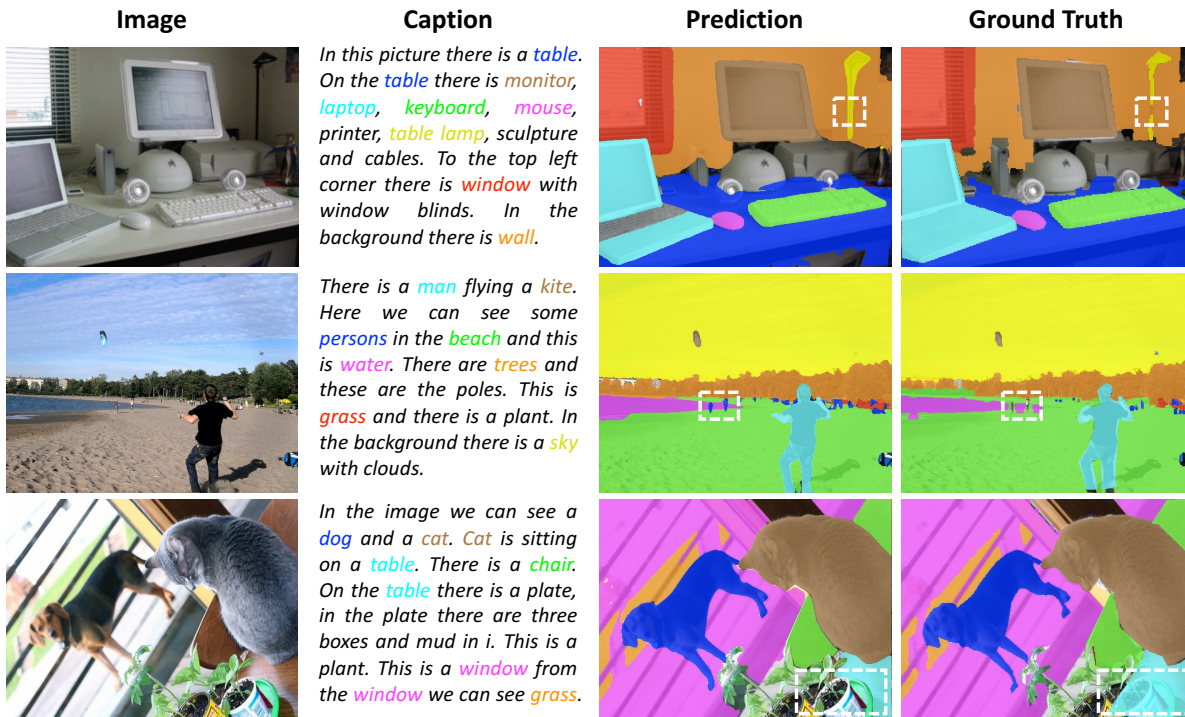 Image
Caption
Prediction
Ground Truth
In this picture there is a table.
On the table there is monitor,
laptop, keyboard, mouse,
printer, table lamp, sculpture
and cables. To the top left
corner there is window with
window blinds. In the
background there is wall.
There is a man flying a kite.
Here we can see some
persons in the beach and this
is water. There are trees and
these are the poles. This is
grass and there is a plant. In
the background there is a sky
with clouds.
In the image we can see a
dog and a cat. Cat is sitting
on a table. There is a chair.
On the table there is a plate,
in the plate there are three
boxes and mud in i. This is a
plant. This is a window from
the window we can see grass.